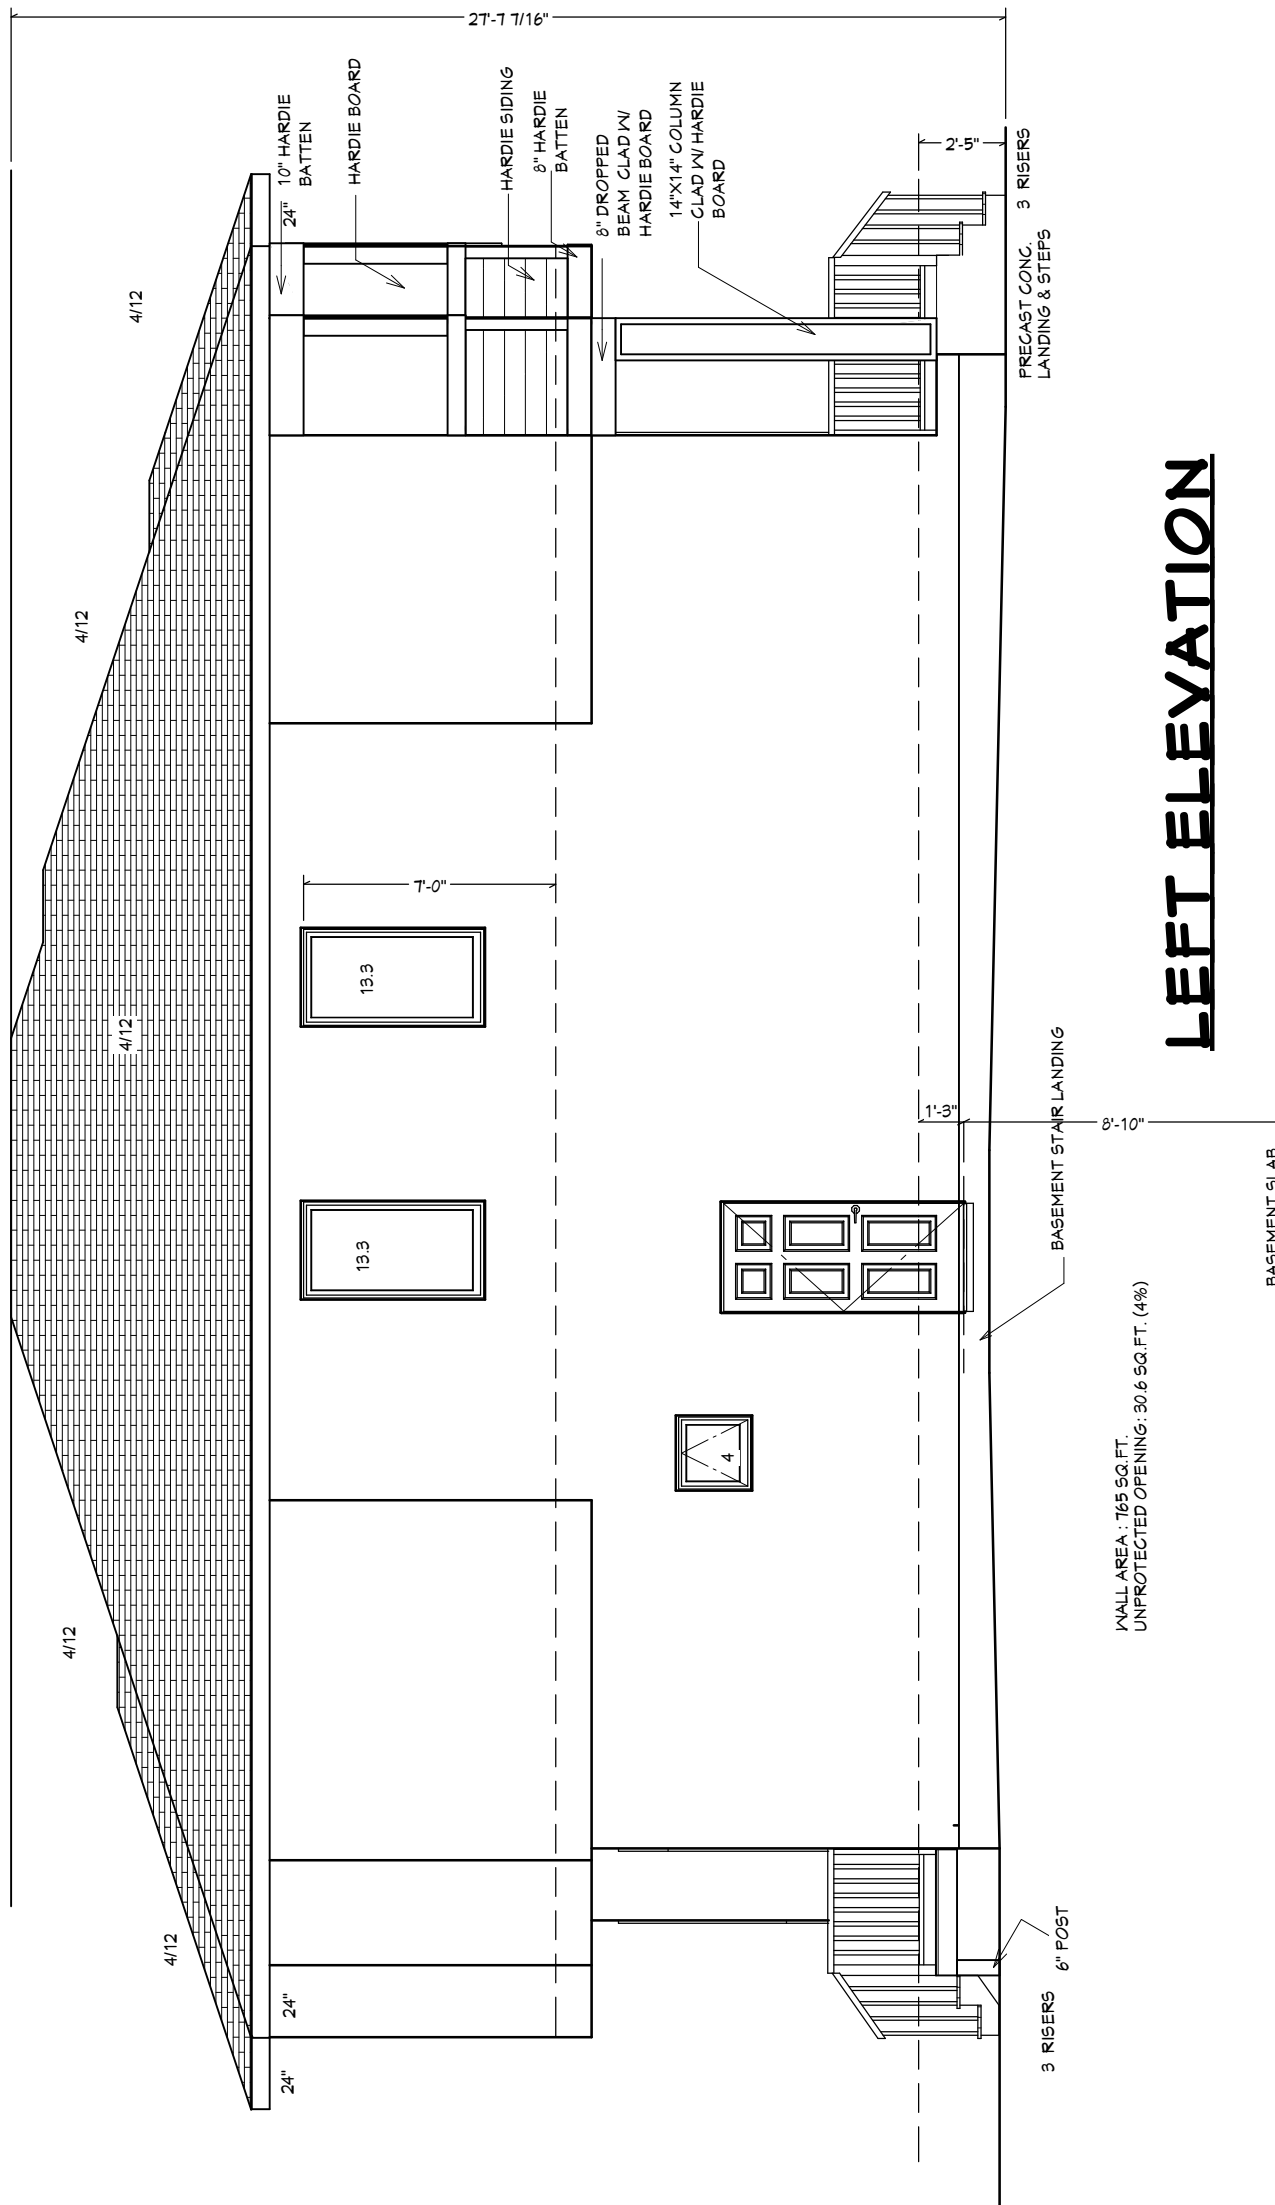 4/12
4/12
4/12
4/12
4/12
24"
24"
24"
10" HARDIE
BATTEN
HARDIE BOARD
HARDIE SIDING
8" HARDIE
BATTEN
8" DROPPED
BEAM CLAD W/
HARDIE BOARD
14"X14" COLUMN
CLAD W/ HARDIE
BOARD
27'-7 7/16"
7'-0"
13.3
13.3
4
2'-5"
1'-3"
8'-10"
3 RISERS
6" POST
BASEMENT STAIR LANDING
PRECAST CONC.
LANDING & STEPS
3 RISERS
WALL AREA : 765 SQ.FT.
UNPROTECTED OPENING: 30.6 SQ.FT. (4%)
LEFT ELEVATION
BASEMENT SLAB